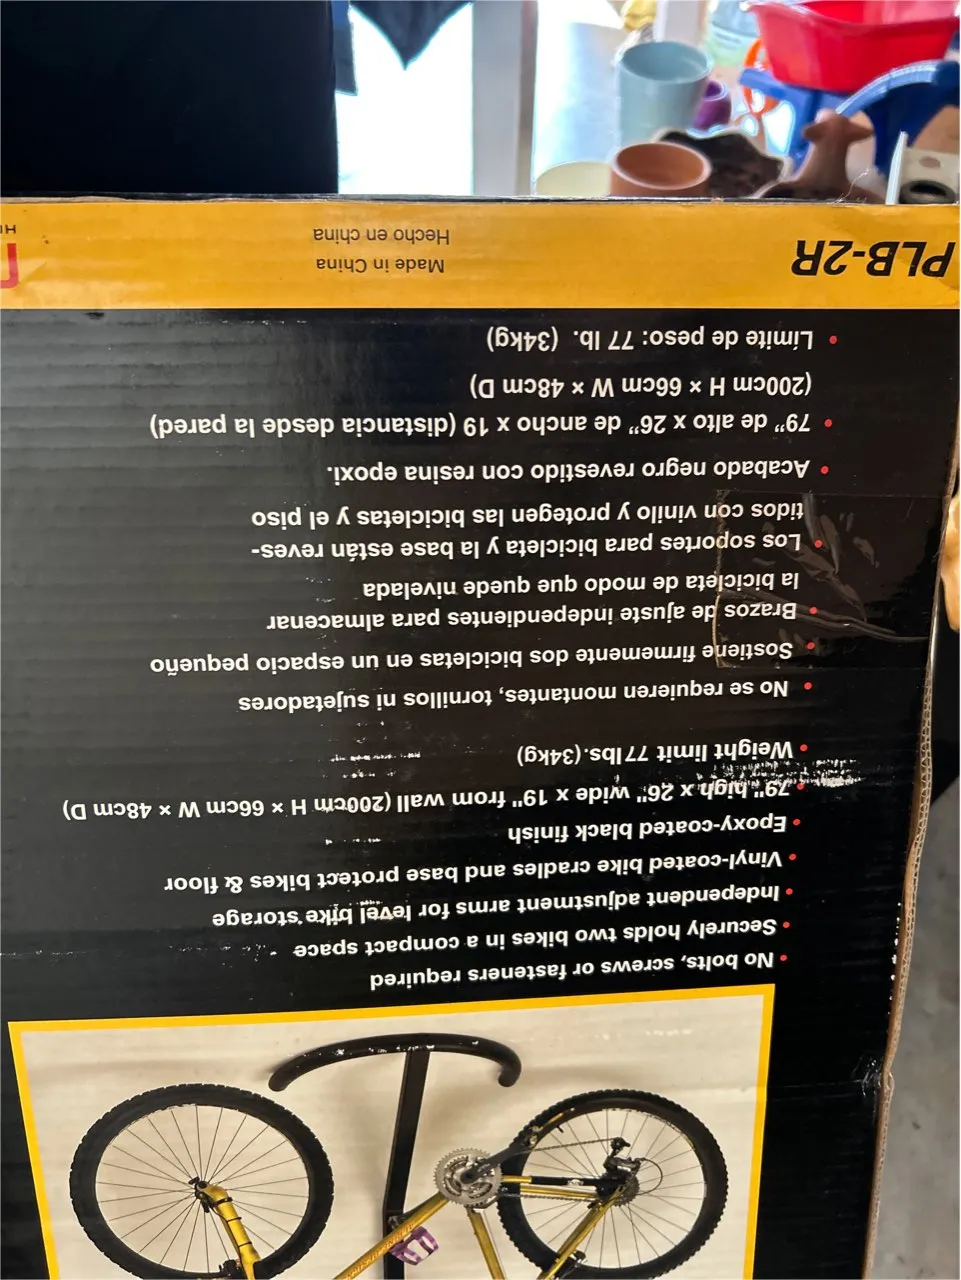 • No bolts, screws or fasteners required
• Securely holds two bikes in a compact space
• Independent adjustment arms for level bike storage
• Vinyl-coated bike cradles and base protect bikes & floor
• Epoxy-coated black finish
• 79" high x 26" wide x 19" from wall (200cm H × 66cm W × 48cm D)
• Weight limit 77lbs.(34kg)
• No se requieren montantes, tornillos ni sujetadores
• Sostiene firmemente dos bicicletas en un espacio pequeño
• Brazos de ajuste independientes para almacenar
la bicicleta de modo que quede nivelada
• Los soportes para bicicleta y la base están reves-
tidos con vinilo y protegen las bicicletas y el piso
• Acabado negro revestido con resina epoxi.
• 79” de alto x 26” de ancho x 19 (distancia desde la pared)
(200cm H × 66cm W × 48cm D)
• Límite de peso: 77 lb. (34kg)
PLB-2R
Made in China
Hecho en china